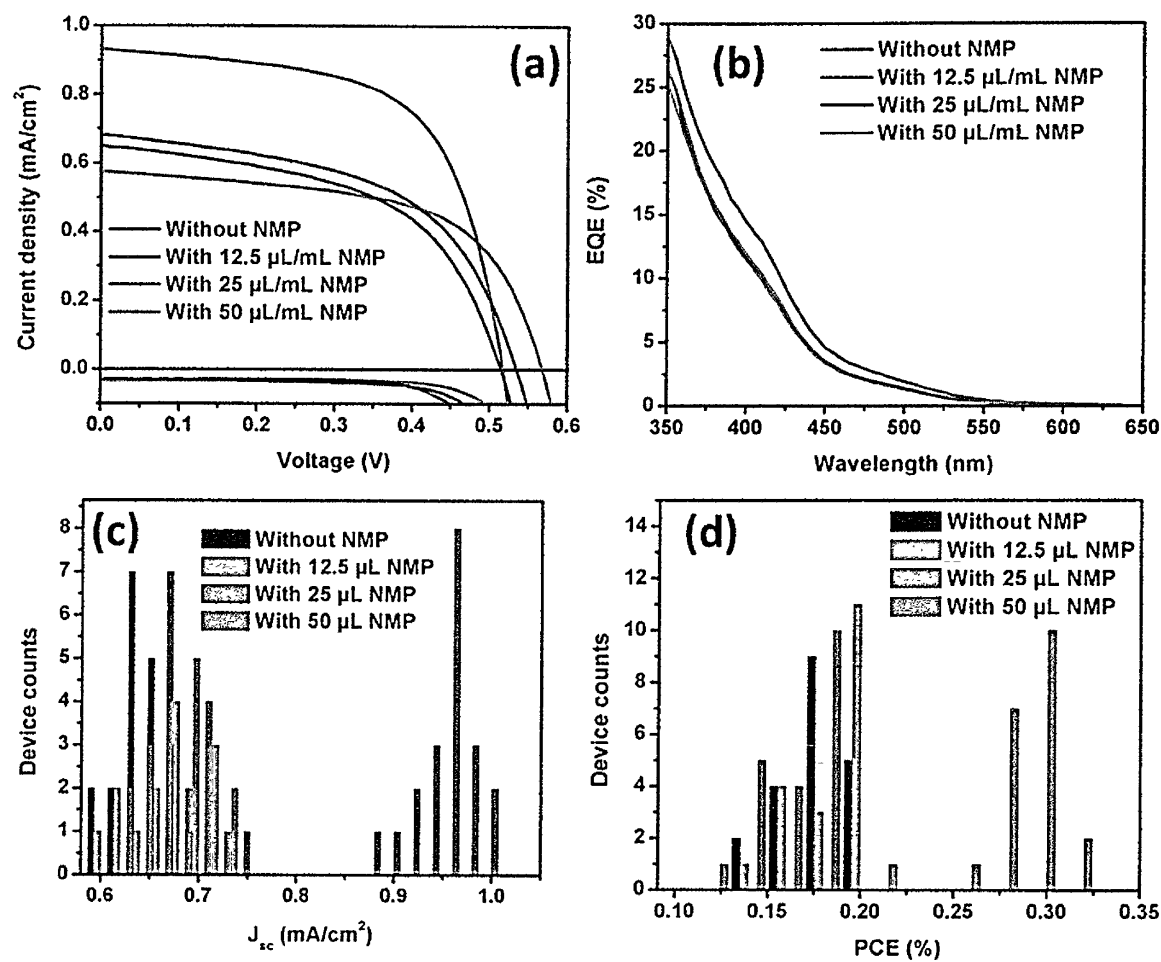 (a)
Current density (mA/cm²)
1.0
0.8
0.6
0.4
0.2
0.0
Without NMP
With 12.5 µL/mL NMP
With 25 µL/mL NMP
With 50 µL/mL NMP
0.0 0.1 0.2 0.3 0.4 0.5 0.6
Voltage (V)
(b)
EQE (%)
30
25
20
15
10
5
0
Without NMP
With 12.5 µL/mL NMP
With 25 µL/mL NMP
With 50 µL/mL NMP
350 400 450 500 550 600 650
Wavelength (nm)
(c)
Device counts
8
7
6
5
4
3
2
1
0
Without NMP
With 12.5 µL NMP
With 25 µL NMP
With 50 µL NMP
0.6 0.7 0.8 0.9 1.0
Jsc (mA/cm²)
(d)
Device counts
14
12
10
8
6
4
2
0
Without NMP
With 12.5 µL NMP
With 25 µL NMP
With 50 µL NMP
0.10 0.15 0.20 0.25 0.30 0.35
PCE (%)